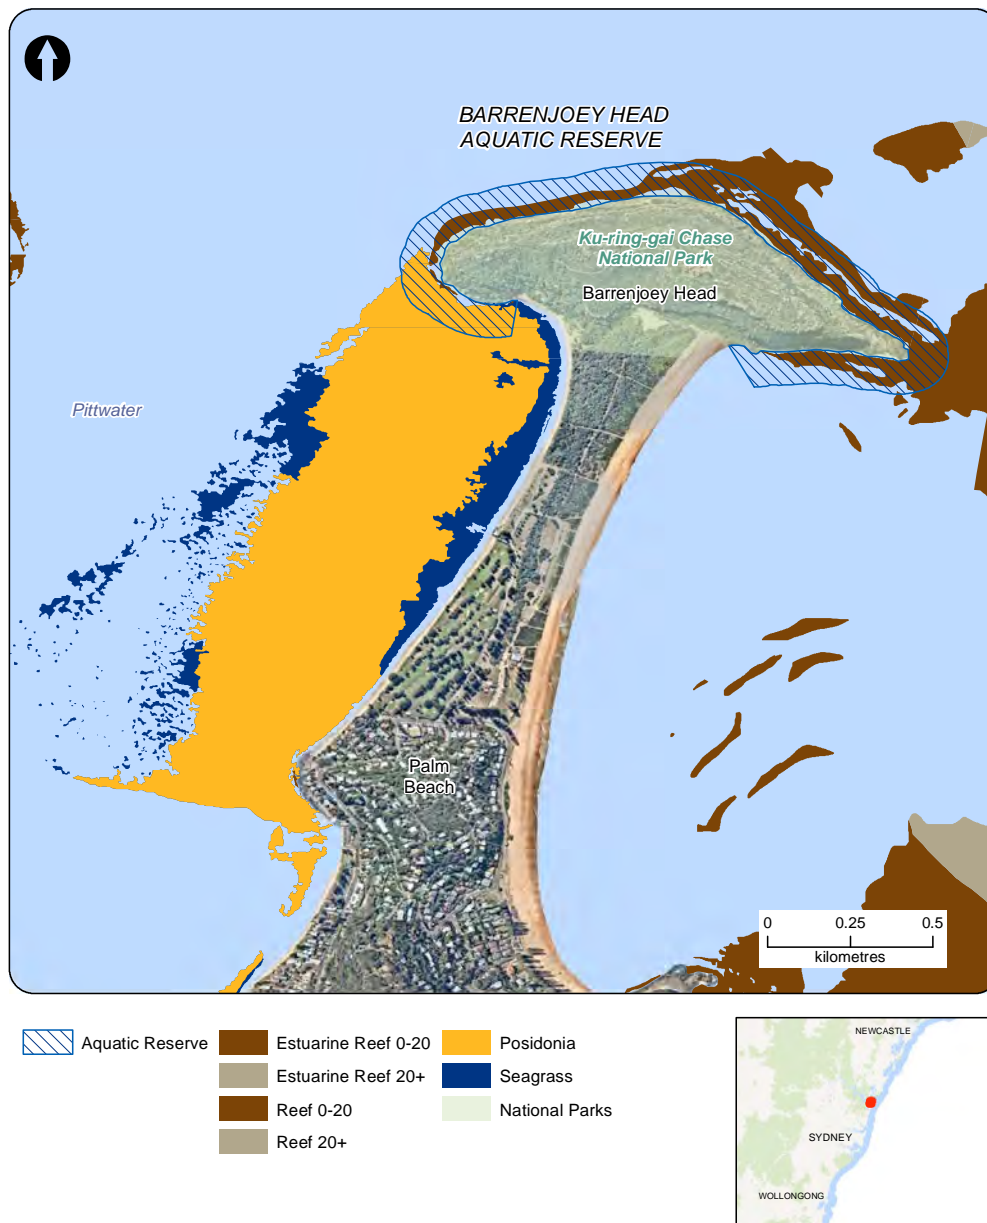 BARRENJOEY HEAD
AQUATIC RESERVE
Ku-ring-gai Chase
National Park
Barrenjoey Head
Pittwater
Palm
Beach
0 0.25 0.5
kilometres
Aquatic Reserve
Estuarine Reef 0-20
Estuarine Reef 20+
Reef 0-20
Reef 20+
Posidonia
Seagrass
National Parks
NEWCASTLE
SYDNEY
WOLLONGONG